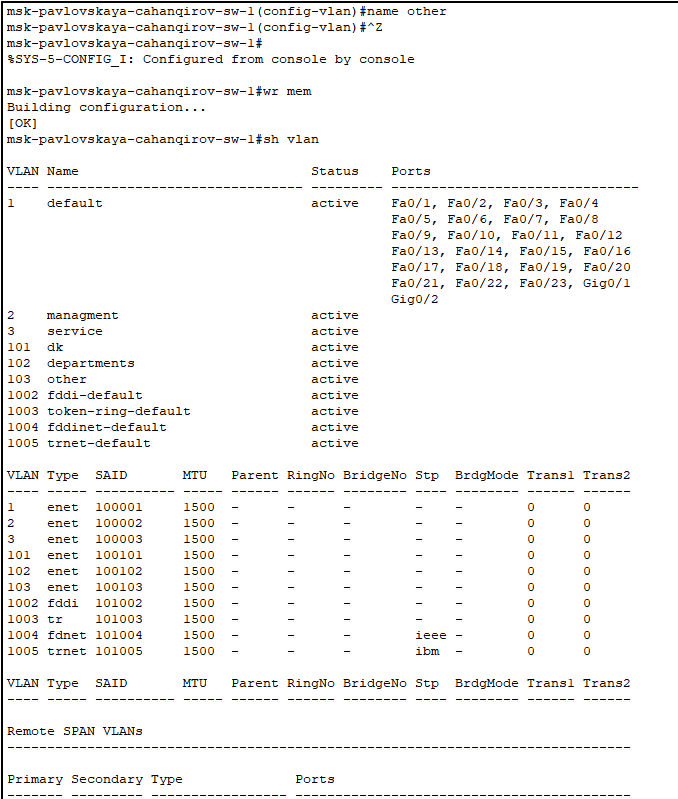 msk-pavlovskaya-cahanqirov-sw-1(config-vlan)#name other
msk-pavlovskaya-cahanqirov-sw-1(config-vlan)#^Z
msk-pavlovskaya-cahanqirov-sw-1#
%SYS-5-CONFIG_I: Configured from console by console

msk-pavlovskaya-cahanqirov-sw-1#wr mem
Building configuration...
[OK]
msk-pavlovskaya-cahanqirov-sw-1#sh vlan

VLAN Name                             Status    Ports
---- -------------------------------- --------- -------------------------------
1    default                          active    Fa0/1, Fa0/2, Fa0/3, Fa0/4
                                                Fa0/5, Fa0/6, Fa0/7, Fa0/8
                                                Fa0/9, Fa0/10, Fa0/11, Fa0/12
                                                Fa0/13, Fa0/14, Fa0/15, Fa0/16
                                                Fa0/17, Fa0/18, Fa0/19, Fa0/20
                                                Fa0/21, Fa0/22, Fa0/23, Gig0/1
                                                Gig0/2
2    managment                        active
3    service                          active
101  dk                               active
102  departments                      active
103  other                            active
1002 fddi-default                     active
1003 token-ring-default               active
1004 fddinet-default                  active
1005 trnet-default                    active

VLAN Type  SAID       MTU   Parent RingNo BridgeNo Stp  BrdgMode Trans1 Trans2
---- ----- ---------- ----- ------ ------ -------- ---- -------- ------ ------
1    enet  100001     1500  -      -      -        -    -        0      0
2    enet  100002     1500  -      -      -        -    -        0      0
3    enet  100003     1500  -      -      -        -    -        0      0
101  enet  100101     1500  -      -      -        -    -        0      0
102  enet  100102     1500  -      -      -        -    -        0      0
103  enet  100103     1500  -      -      -        -    -        0      0
1002 fddi  101002     1500  -      -      -        -    -        0      0
1003 tr    101003     1500  -      -      -        -    -        0      0
1004 fdnet 101004     1500  -      -      -        ieee -        0      0
1005 trnet 101005     1500  -      -      -        ibm  -        0      0

VLAN Type  SAID       MTU   Parent RingNo BridgeNo Stp  BrdgMode Trans1 Trans2
---- ----- ---------- ----- ------ ------ -------- ---- -------- ------ ------

Remote SPAN VLANs
------------------------------------------------------------------------------

Primary Secondary Type              Ports
------- --------- ----------------- ------------------------------------------